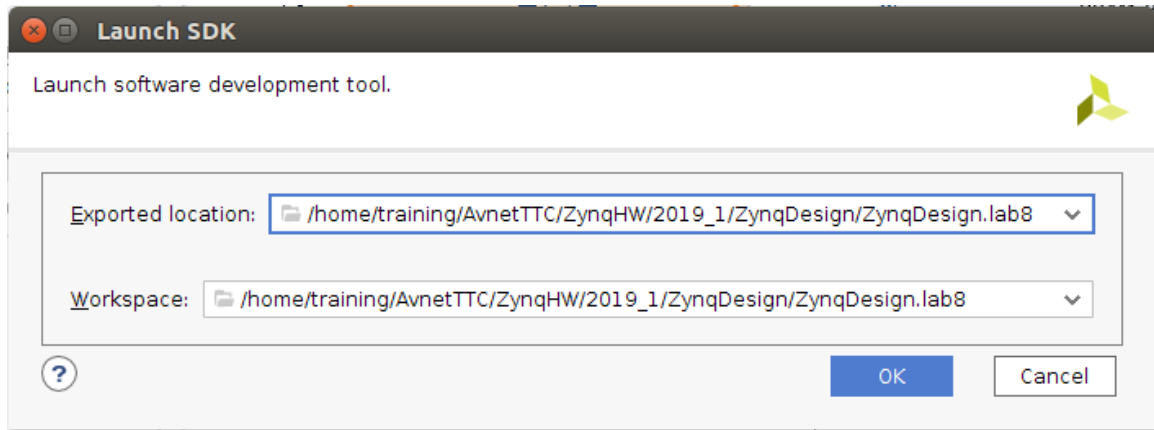 Launch SDK
Launch software development tool.
Exported location: /home/training/AvnetTTC/ZynqHW/2019_1/ZynqDesign/ZynqDesign.lab8
Workspace: /home/training/AvnetTTC/ZynqHW/2019_1/ZynqDesign/ZynqDesign.lab8
? OK Cancel